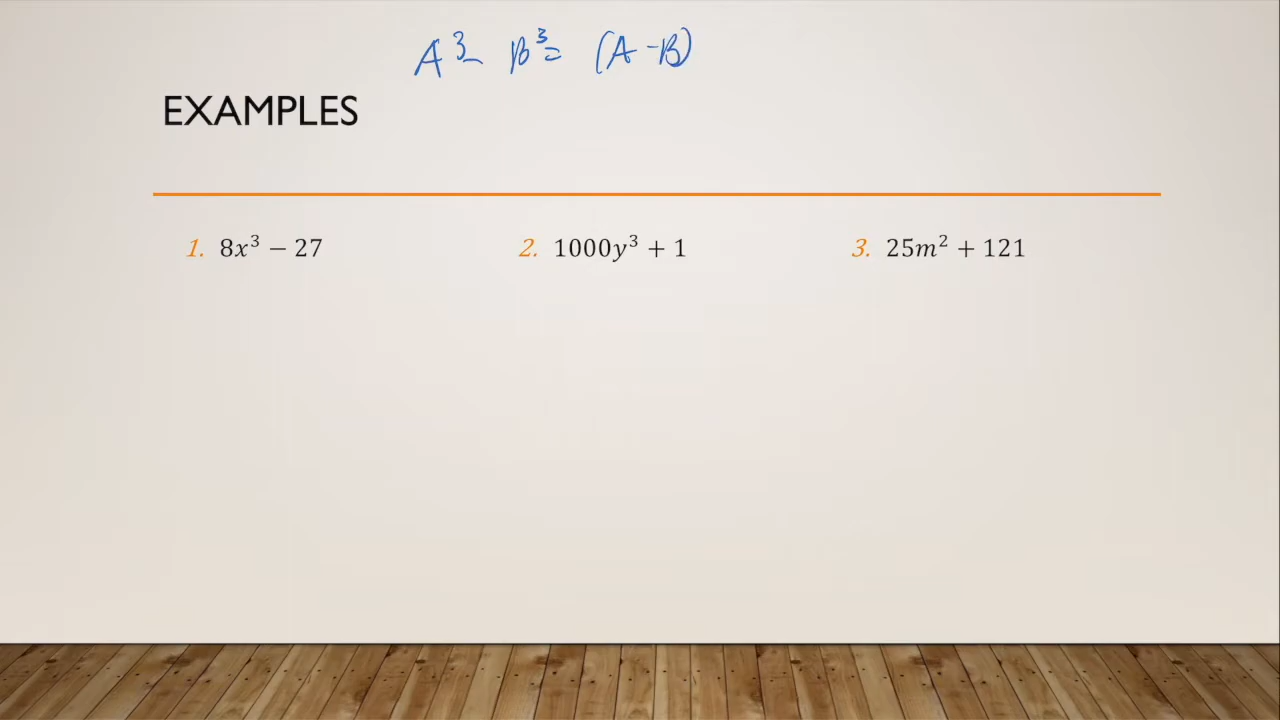 A³ - B³ = (A - B)
EXAMPLES
1. 8x³ − 27
2. 1000y³ + 1
3. 25m² + 121